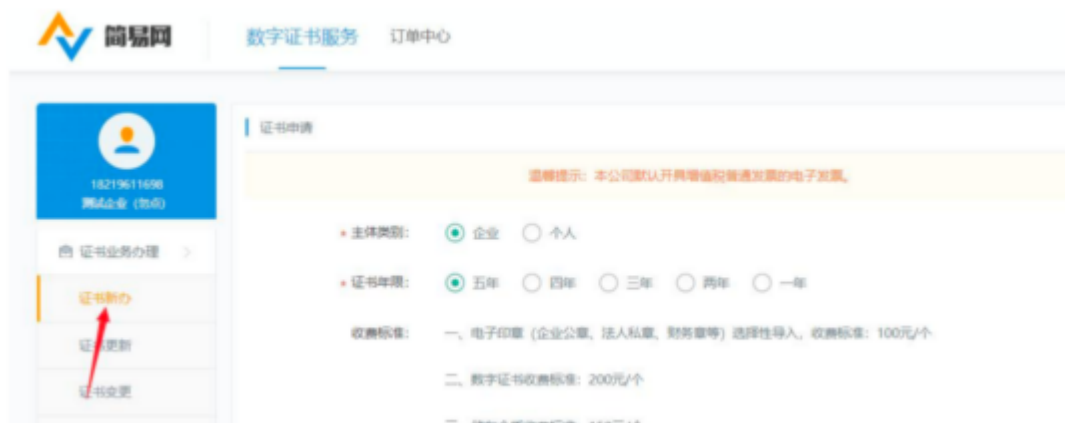 简易网
数字证书服务 订单中心
18219611698
测试企业（勿点）
证书申请
温馨提示：本公司默认开具增值税普通发票的电子发票。
主体类别： 企业 个人
证书业务办理
证书年限： 五年 四年 三年 两年 一年
证书新办
收费标准： 一、电子印章（企业公章、法人私章、财务章等）选择性导入，收费标准：100元/个
证书更新
二、数字证书收费标准：200元/个
证书变更